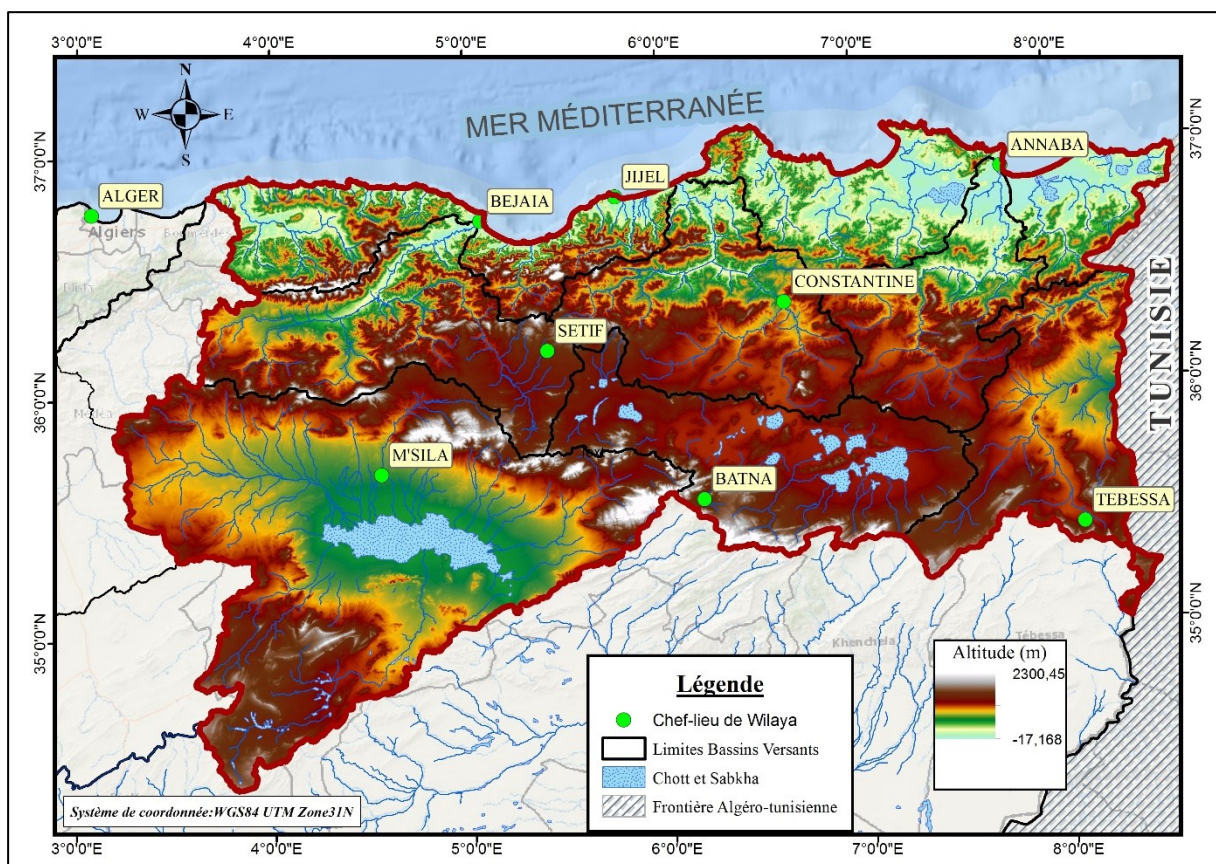 3°0'0"E 4°0'0"E 5°0'0"E 6°0'0"E 7°0'0"E 8°0'0"E
N
W E
S
MER MÉDITERRANÉE
37°0'0"N
37°0'0"N
ANNABA
JIJEL
ALGER
BEJAIA
Algiers
CONSTANTINE
SETIF
TUNISIE
36°0'0"N
36°0'0"N
Médéa
M'SILA
BATNA
TEBESSA
35°0'0"N
35°0'0"N
Khenchela
Tébessa
Altitude (m)
2300,45
-17,168
Légende
Chef-lieu de Wilaya
Limites Bassins Versants
Chott et Sabkha
Frontière Algéro-tunisienne
Système de coordonnée:WGS84 UTM Zone31N
3°0'0"E 4°0'0"E 5°0'0"E 6°0'0"E 7°0'0"E 8°0'0"E